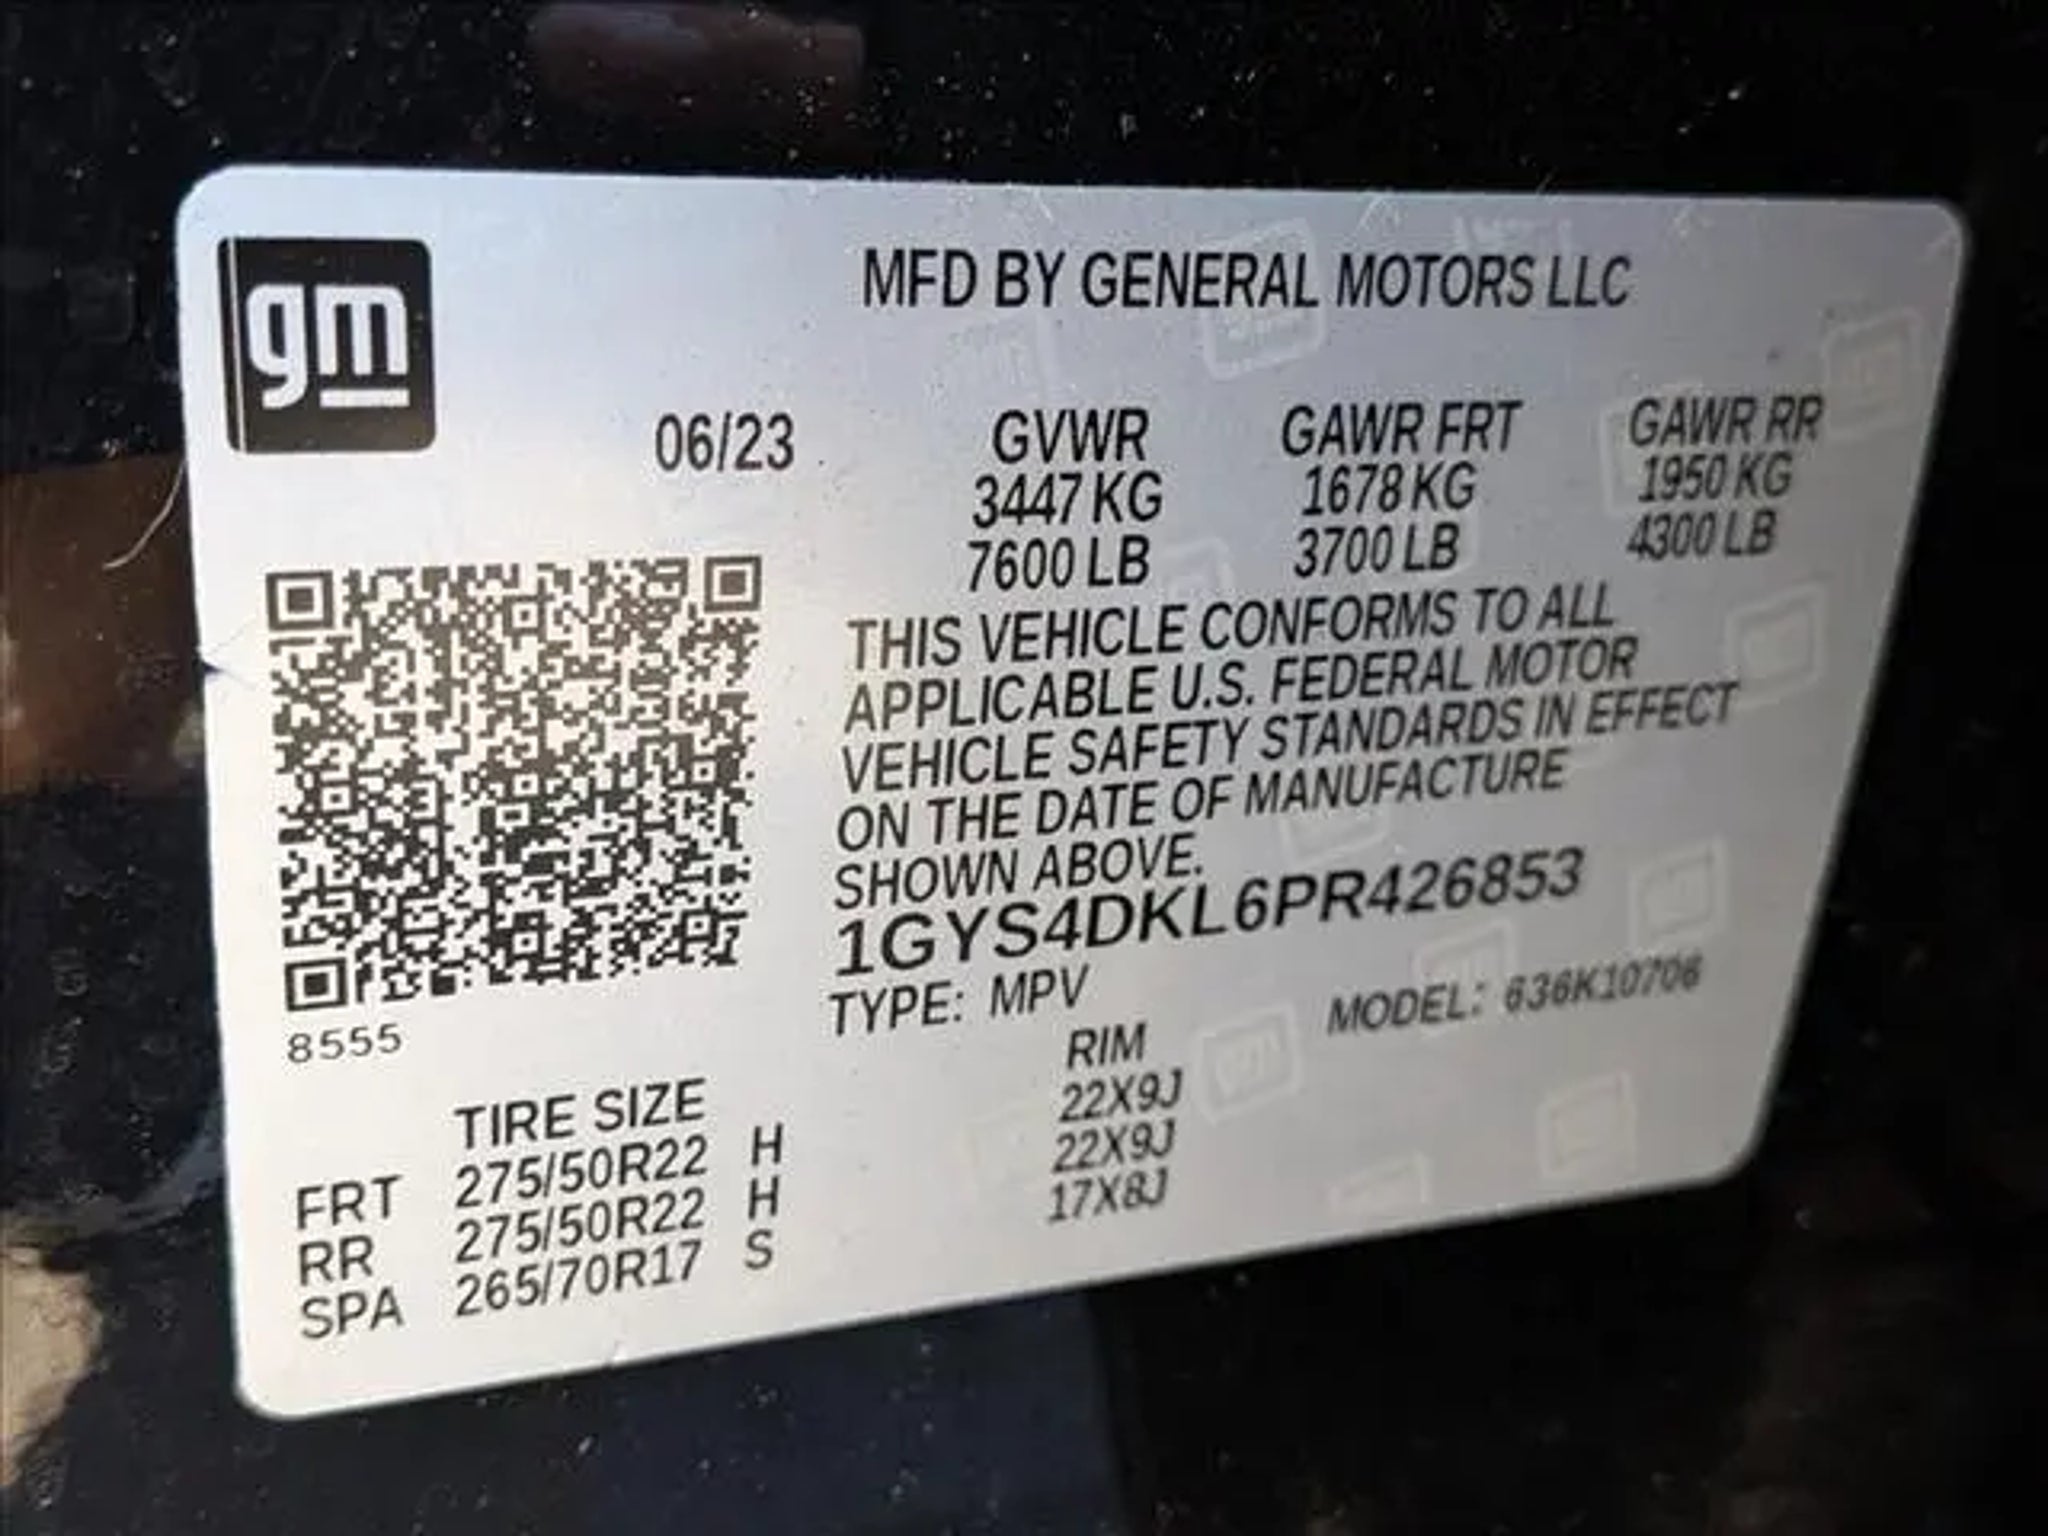 gm
MFD BY GENERAL MOTORS LLC
06/23 GVWR GAWR FRT GAWR RR
3447 KG 1678 KG 1950 KG
7600 LB 3700 LB 4300 LB
THIS VEHICLE CONFORMS TO ALL
APPLICABLE U.S. FEDERAL MOTOR
VEHICLE SAFETY STANDARDS IN EFFECT
ON THE DATE OF MANUFACTURE
SHOWN ABOVE.
1GYS4DKL6PR426853
TYPE: MPV MODEL: 636K10706
8555
TIRE SIZE RIM
FRT 275/50R22 H 22X9J
RR 275/50R22 H 22X9J
SPA 265/70R17 S 17X8J